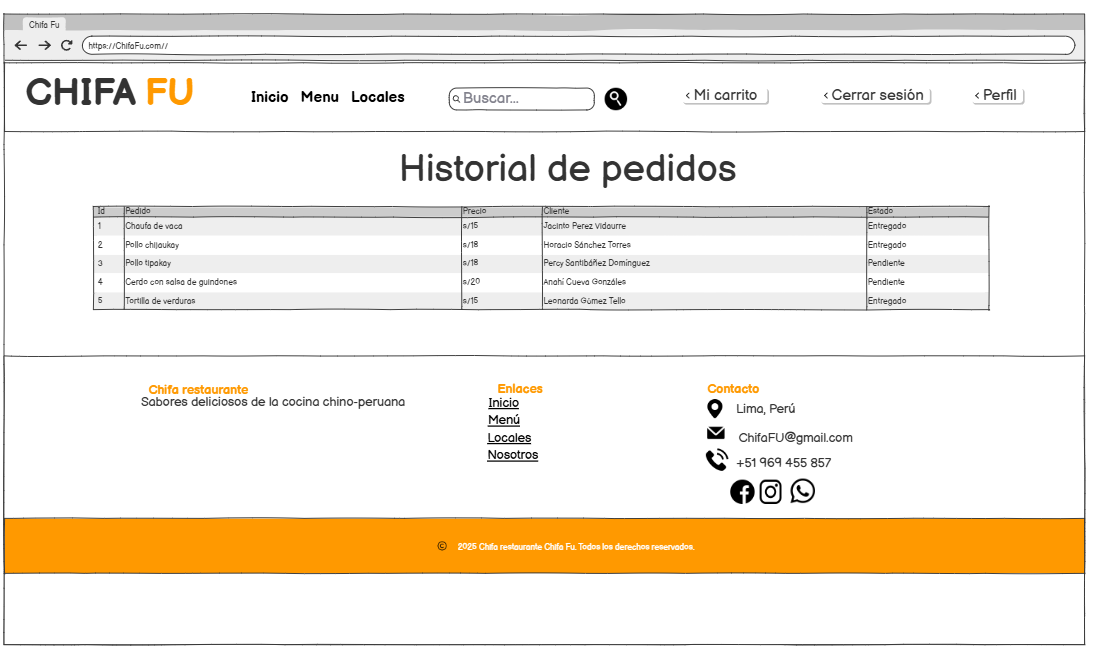 Chifa Fu
https://ChifaFu.com//
CHIFA FU
Inicio Menu Locales
Buscar...
< Mi carrito
< Cerrar sesión
< Perfil
Historial de pedidos
Id Pedido Precio Cliente Estado
1 Chaufa de vaca s/15 Jacinto Perez Vidaurre Entregado
2 Pollo chijaukay s/18 Horacio Sánchez Torres Entregado
3 Pollo tipakay s/18 Percy Santibáñez Domínguez Pendiente
4 Cerdo con salsa de guindones s/20 Anahí Cueva Gonzáles Pendiente
5 Tortilla de verduras s/15 Leonardo Gómez Tello Entregado
Chifa restaurante
Sabores deliciosos de la cocina chino-peruana
Enlaces
Inicio
Menú
Locales
Nosotros
Contacto
Lima, Perú
ChifaFU@gmail.com
+51 969 455 857
© 2025 Chifa restaurante Chifa Fu. Todos los derechos reservados.